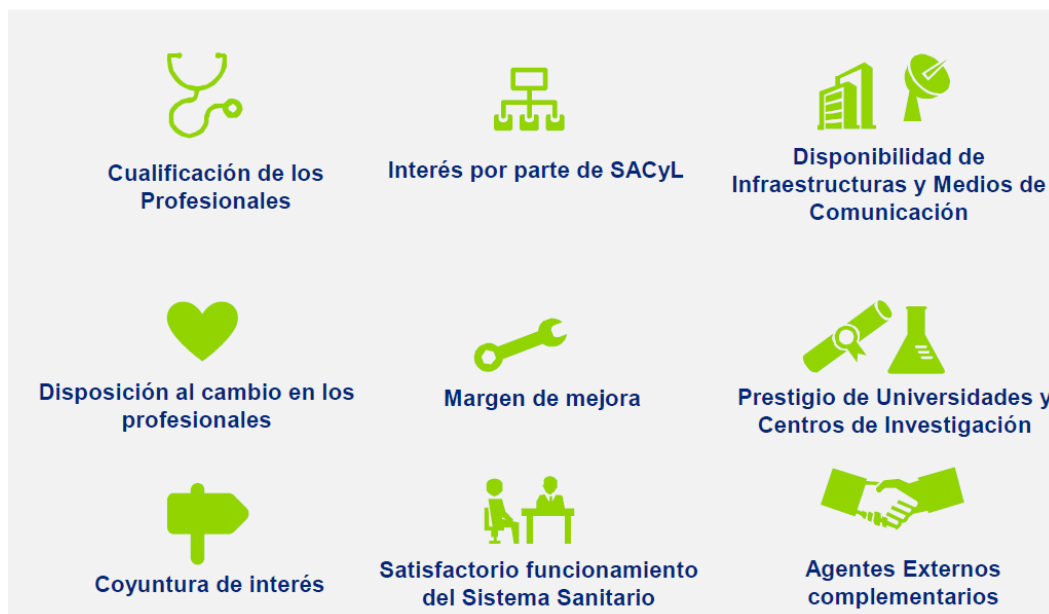 Cualificación de los
Profesionales
Interés por parte de SACyL
Disponibilidad de
Infraestructuras y Medios de
Comunicación
Disposición al cambio en los
profesionales
Margen de mejora
Prestigio de Universidades y
Centros de Investigación
Coyuntura de interés
Satisfactorio funcionamiento
del Sistema Sanitario
Agentes Externos
complementarios